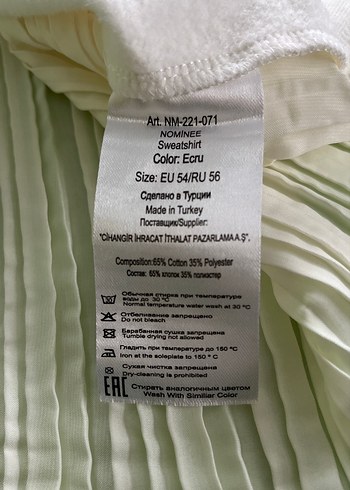 Art. NM-221-071
NOMINEE
Sweatshirt
Color: Ecru
Size: EU 54/RU 56
Сделано в Турции
Made in Turkey
Поставщик/Supplier:
"CİHANGİR İHRACAT İTHALAT PAZARLAMA A.Ş".
Composition:65% Cotton 35% Polyester
Состав: 65% хлопок 35% полиэстер
Обычная стирка при температуре
воды до 30 °C
Normal temperature water wash at 30 °C
Отбеливание запрещено
Do not bleach
Барабанная сушка запрещена
Tumble drying not allowed
Гладить при температуре до 150 °C
Iron at the soleplate to 150 ° C
Сухая чистка запрещена
Dry-cleaning is prohibited
EAC
Стирать аналогичным цветом
Wash With Similiar Color